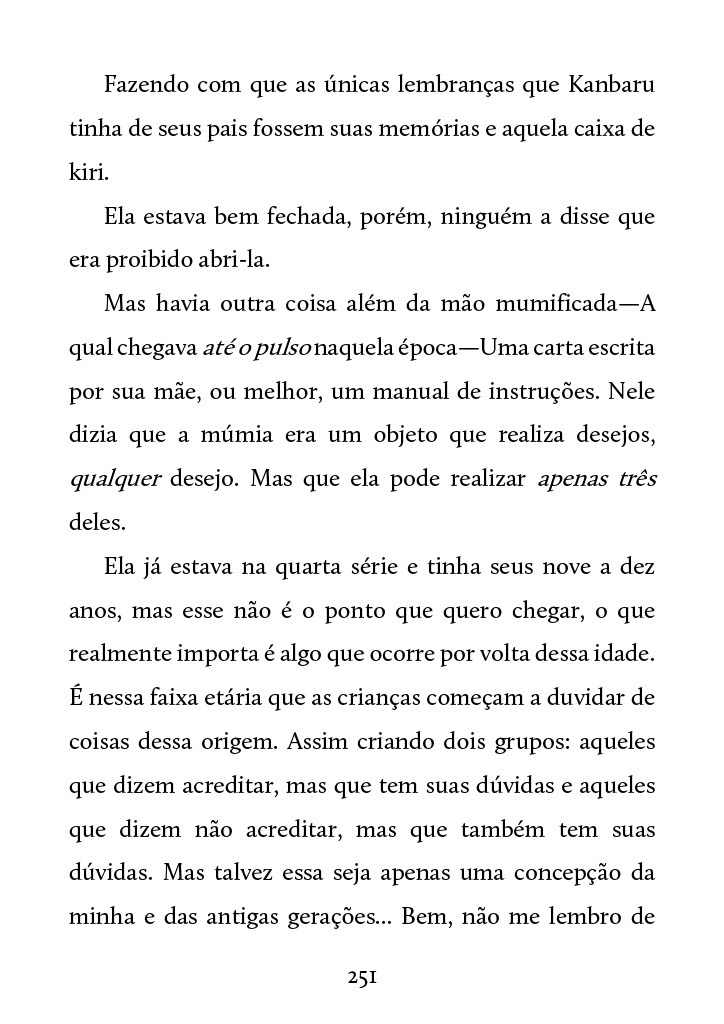 Fazendo com que as únicas lembranças que Kanbaru
tinha de seus pais fossem suas memórias e aquela caixa de
kiri.
Ela estava bem fechada, porém, ninguém a disse que
era proibido abri-la.
Mas havia outra coisa além da mão mumificada—A
qual chegava até o pulso naquela época—Uma carta escrita
por sua mãe, ou melhor, um manual de instruções. Nele
dizia que a múmia era um objeto que realiza desejos,
qualquer desejo. Mas que ela pode realizar apenas três
deles.
Ela já estava na quarta série e tinha seus nove a dez
anos, mas esse não é o ponto que quero chegar, o que
realmente importa é algo que ocorre por volta dessa idade.
É nessa faixa etária que as crianças começam a duvidar de
coisas dessa origem. Assim criando dois grupos: aqueles
que dizem acreditar, mas que tem suas dúvidas e aqueles
que dizem não acreditar, mas que também tem suas
dúvidas. Mas talvez essa seja apenas uma concepção da
minha e das antigas gerações... Bem, não me lembro de
251